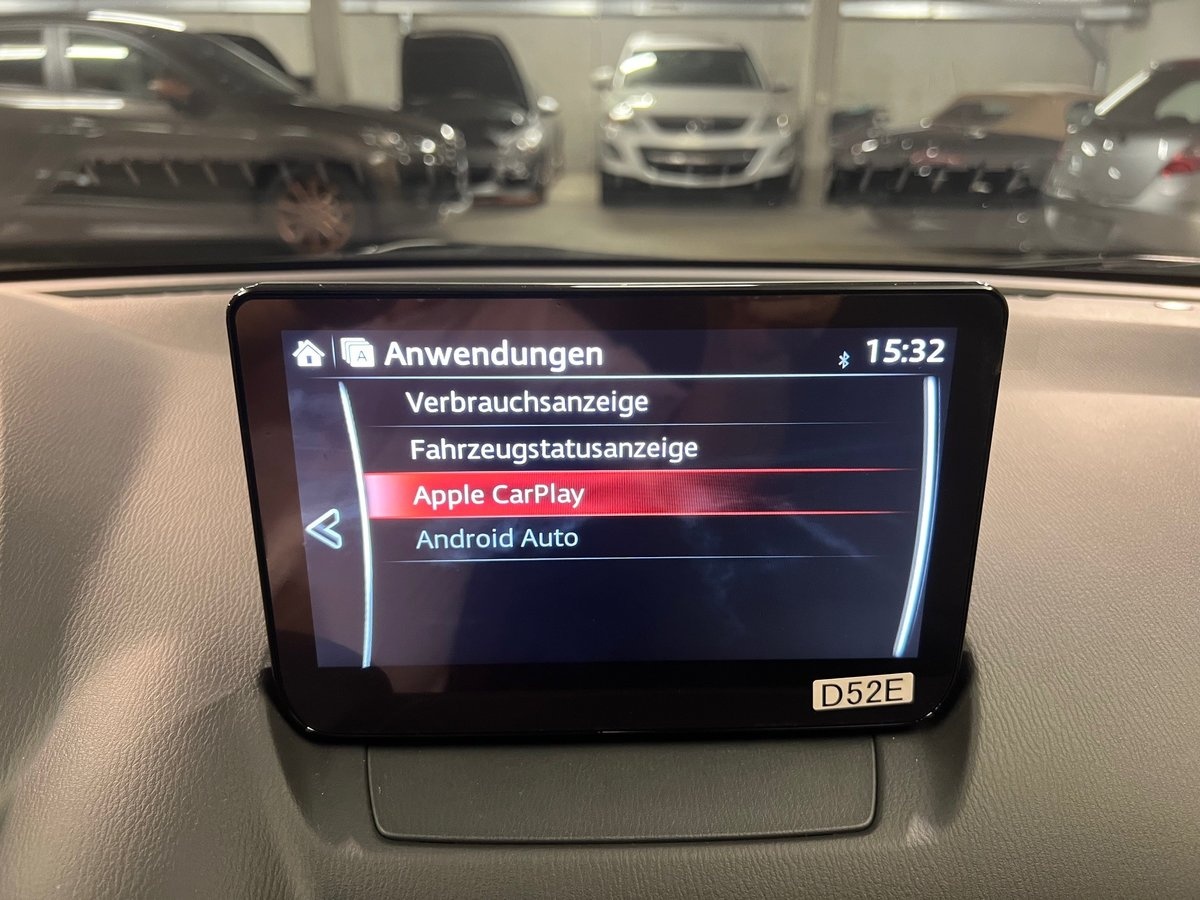 A Anwendungen 15:32
Verbrauchsanzeige
Fahrzeugstatusanzeige
Apple CarPlay
Android Auto
D52E